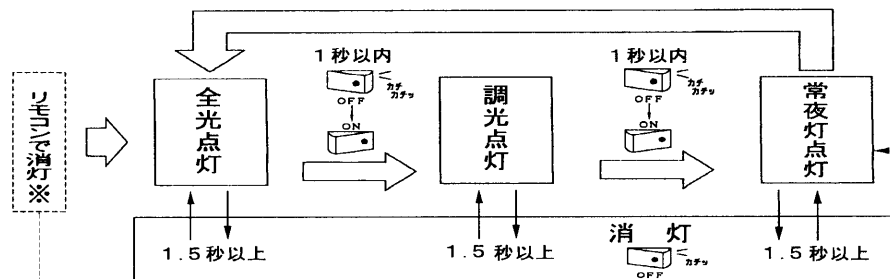 リモコンで消灯※
全光点灯
1秒以内
カチ
カチッ
OFF
ON
調光点灯
1秒以内
カチ
カチッ
OFF
ON
常夜灯点灯
1.5秒以上
1.5秒以上
消灯
カチッ
OFF
1.5秒以上